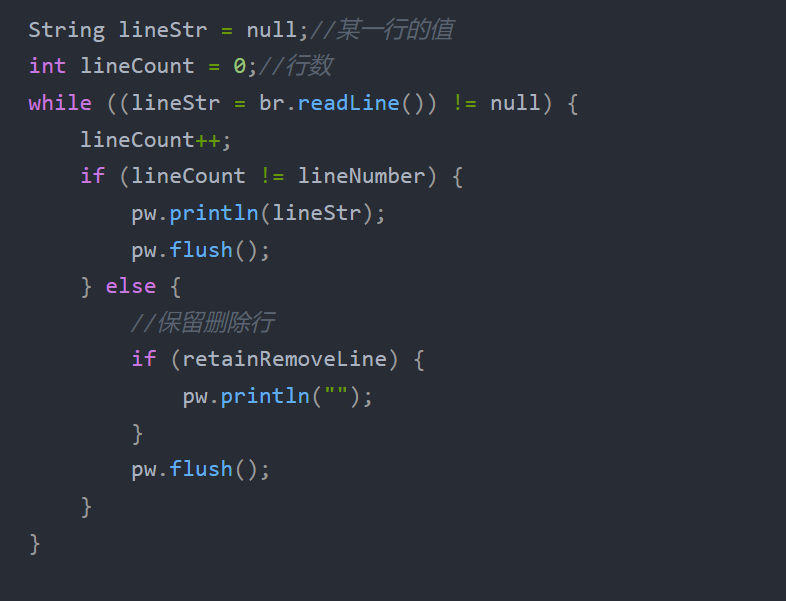 String lineStr = null;//某一行的值
int lineCount = 0;//行数
while ((lineStr = br.readLine()) != null) {
    lineCount++;
    if (lineCount != lineNumber) {
        pw.println(lineStr);
        pw.flush();
    } else {
        //保留删除行
        if (retainRemoveLine) {
            pw.println("");
        }
        pw.flush();
    }
}